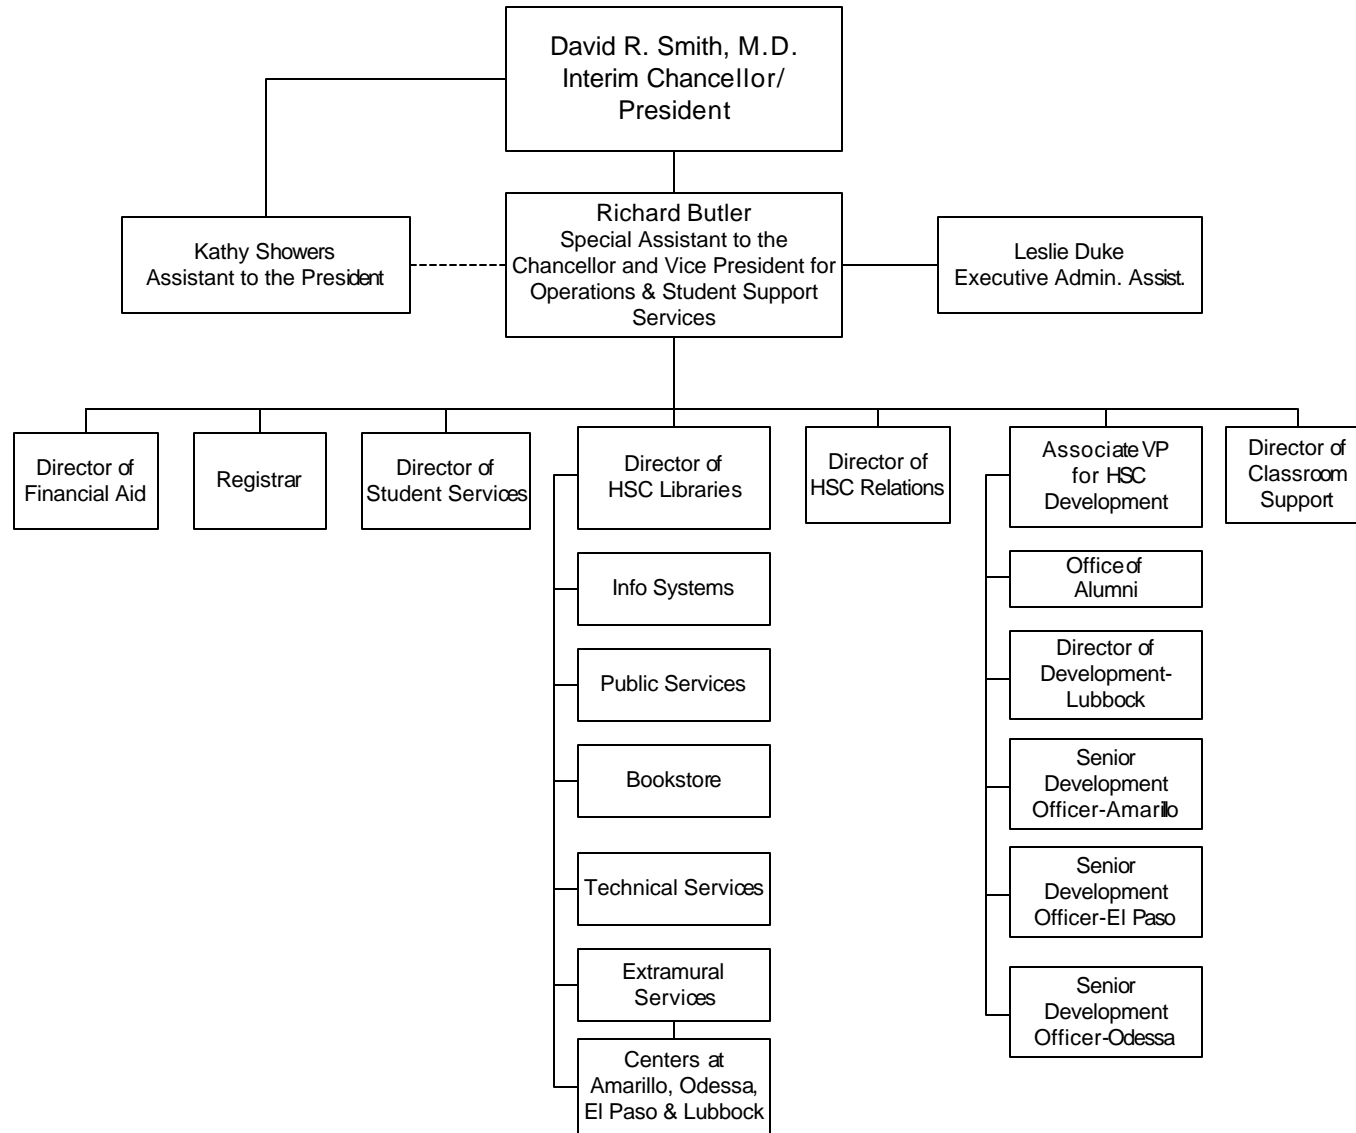 David R. Smith, M.D.
Interim Chancellor/
President
Kathy Showers
Assistant to the President
Richard Butler
Special Assistant to the
Chancellor and Vice President for
Operations & Student Support
Services
Leslie Duke
Executive Admin. Assist.
Director of
Financial Aid
Registrar
Director of
Student Services
Director of
HSC Libraries
Director of
HSC Relations
Associate VP
for HSC
Development
Director of
Classroom
Support
Info Systems
Public Services
Bookstore
Technical Services
Extramural
Services
Centers at
Amarillo, Odessa,
El Paso & Lubbock
Office of
Alumni
Director of
Development-
Lubbock
Senior
Development
Officer-Amarillo
Senior
Development
Officer-El Paso
Senior
Development
Officer-Odessa